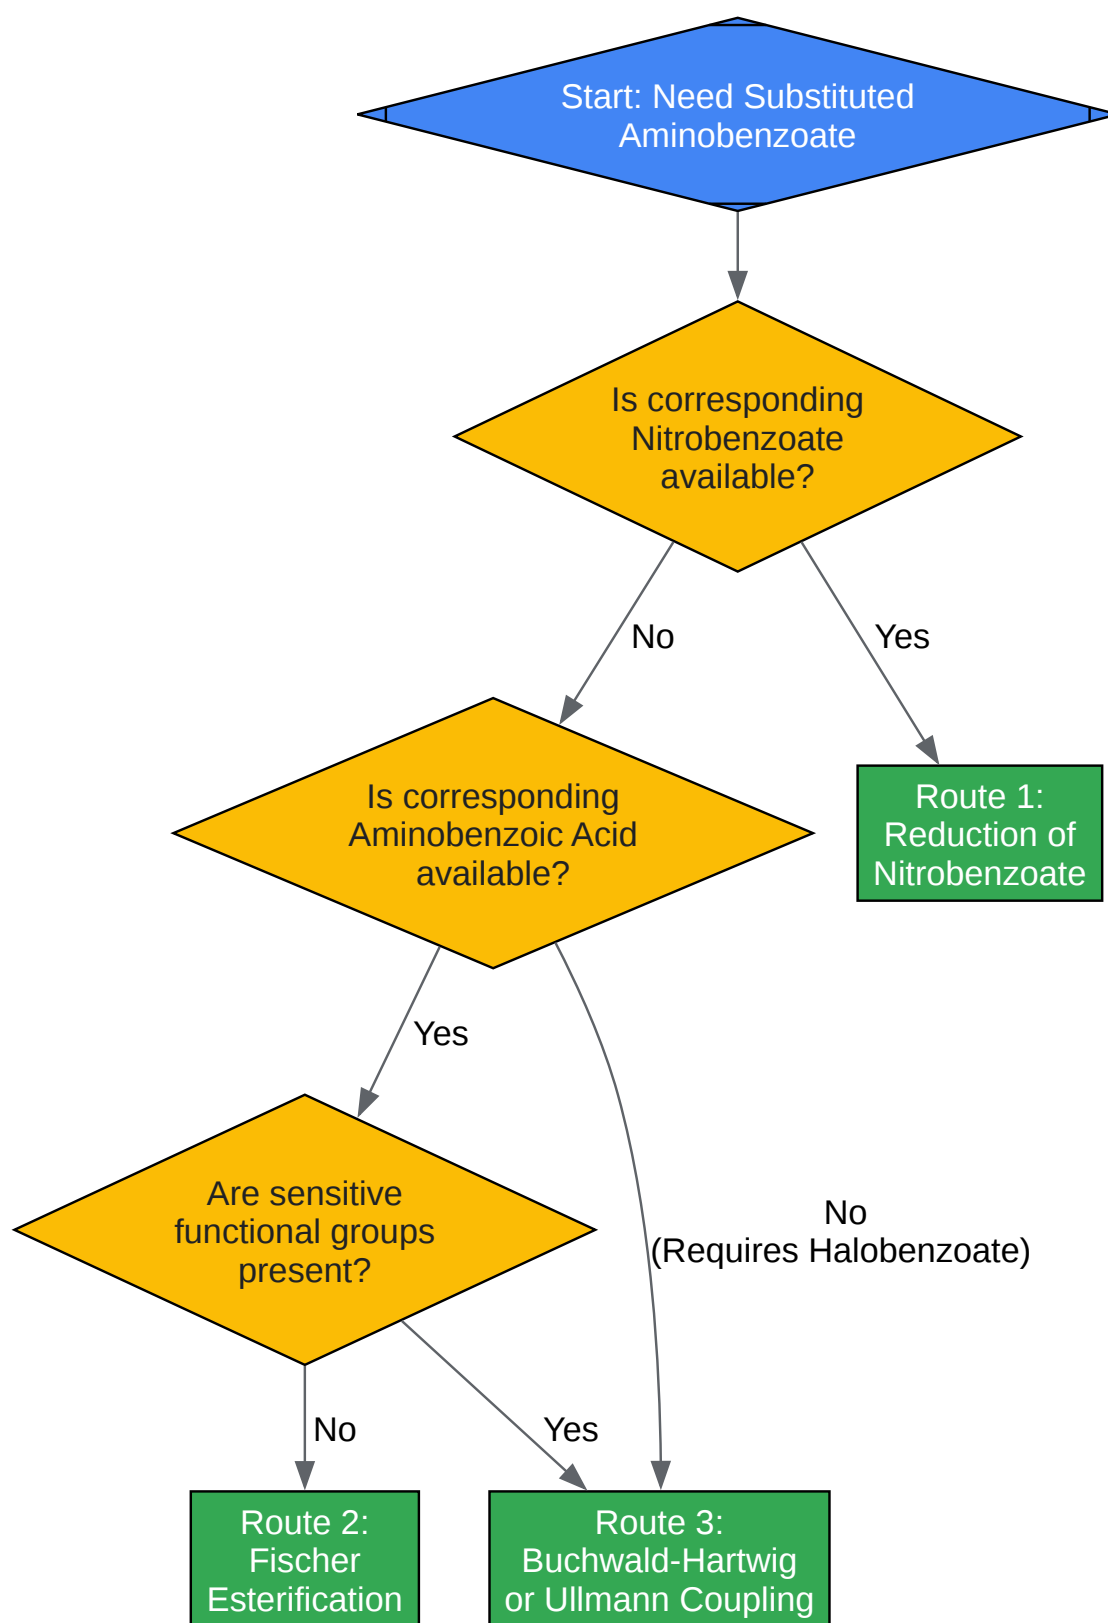 Start: Need Substituted
Aminobenzoate
Is corresponding
Nitrobenzoate
available?
No
Yes
Is corresponding
Aminobenzoic Acid
available?
Route 1:
Reduction of
Nitrobenzoate
Yes
No
(Requires Halobenzoate)
Are sensitive
functional groups
present?
No
Yes
Route 2:
Fischer
Esterification
Route 3:
Buchwald-Hartwig
or Ullmann Coupling